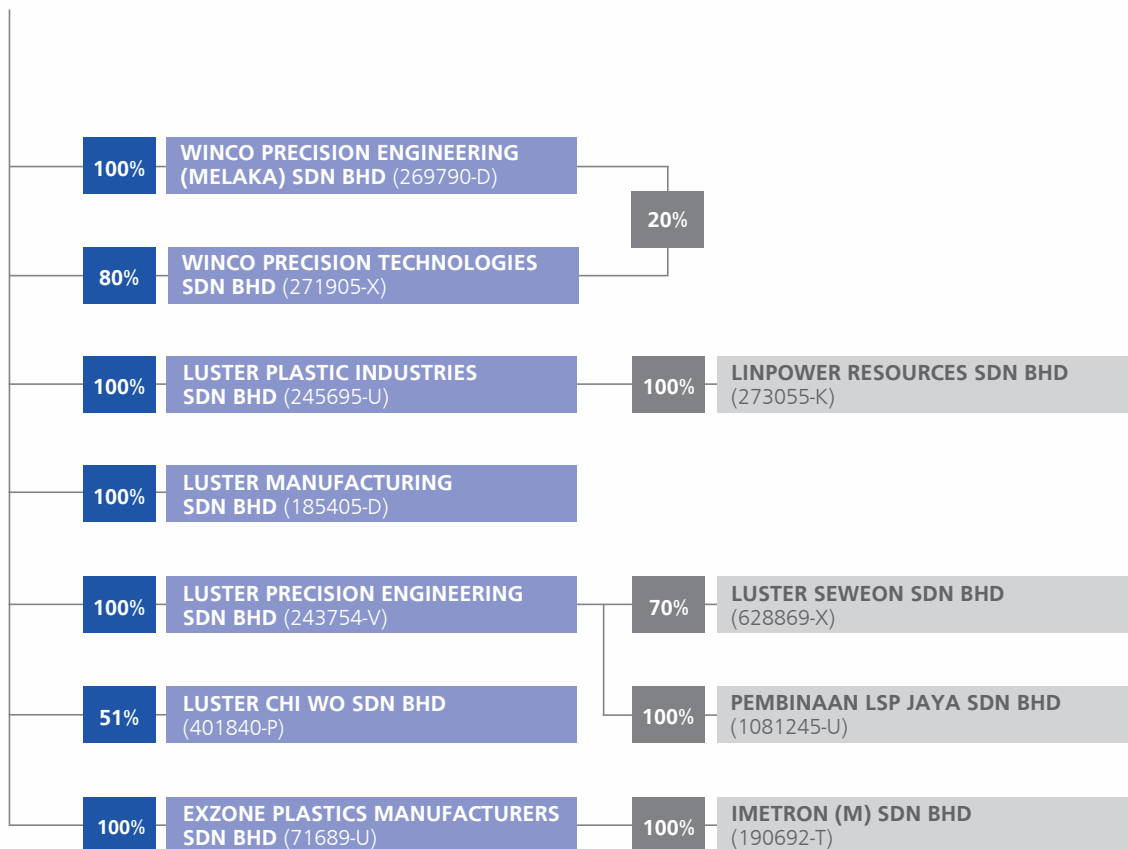 100%
WINCO PRECISION ENGINEERING
(MELAKA) SDN BHD (269790-D)
20%
80%
WINCO PRECISION TECHNOLOGIES
SDN BHD (271905-X)
100%
LUSTER PLASTIC INDUSTRIES
SDN BHD (245695-U)
100%
LINPOWER RESOURCES SDN BHD
(273055-K)
100%
LUSTER MANUFACTURING
SDN BHD (185405-D)
100%
LUSTER PRECISION ENGINEERING
SDN BHD (243754-V)
70%
LUSTER SEWEON SDN BHD
(628869-X)
51%
LUSTER CHI WO SDN BHD
(401840-P)
100%
PEMBINAAN LSP JAYA SDN BHD
(1081245-U)
100%
EXZONE PLASTICS MANUFACTURERS
SDN BHD (71689-U)
100%
IMETRON (M) SDN BHD
(190692-T)